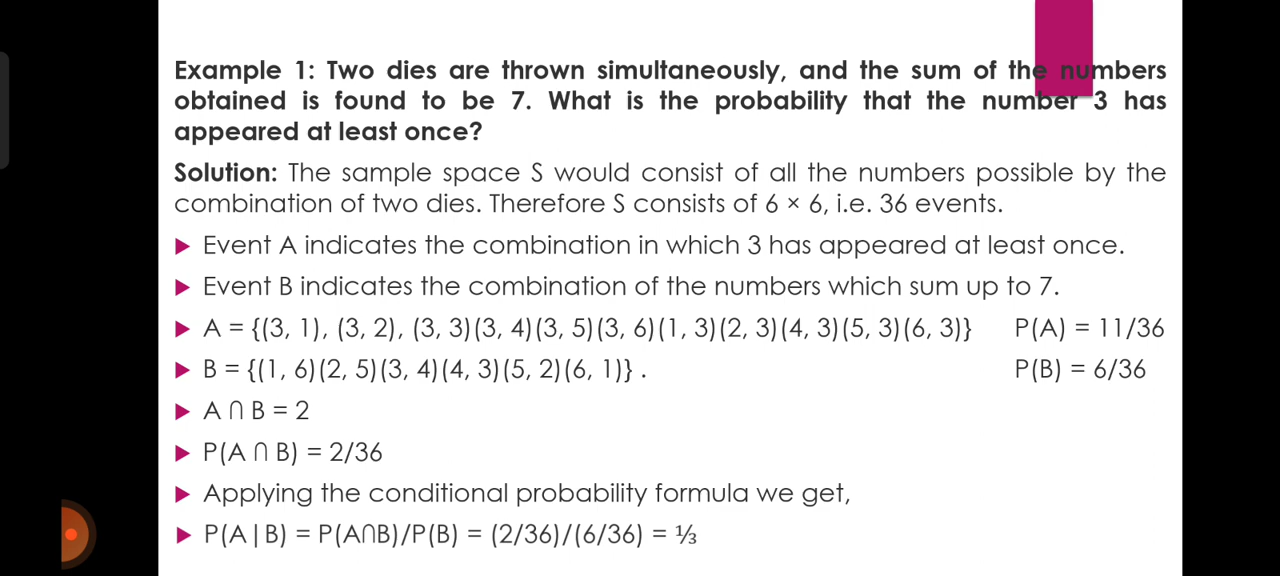 Example 1: Two dies are thrown simultaneously, and the sum of the numbers
obtained is found to be 7. What is the probability that the number 3 has
appeared at least once?
Solution: The sample space S would consist of all the numbers possible by the
combination of two dies. Therefore S consists of 6 × 6, i.e. 36 events.
Event A indicates the combination in which 3 has appeared at least once.
Event B indicates the combination of the numbers which sum up to 7.
A = {(3, 1), (3, 2), (3, 3)(3, 4)(3, 5)(3, 6)(1, 3)(2, 3)(4, 3)(5, 3)(6, 3)} P(A) = 11/36
B = {(1, 6)(2, 5)(3, 4)(4, 3)(5, 2)(6, 1)} . P(B) = 6/36
A ∩ B = 2
P(A ∩ B) = 2/36
Applying the conditional probability formula we get,
P(A|B) = P(A∩B)/P(B) = (2/36)/(6/36) = ⅓